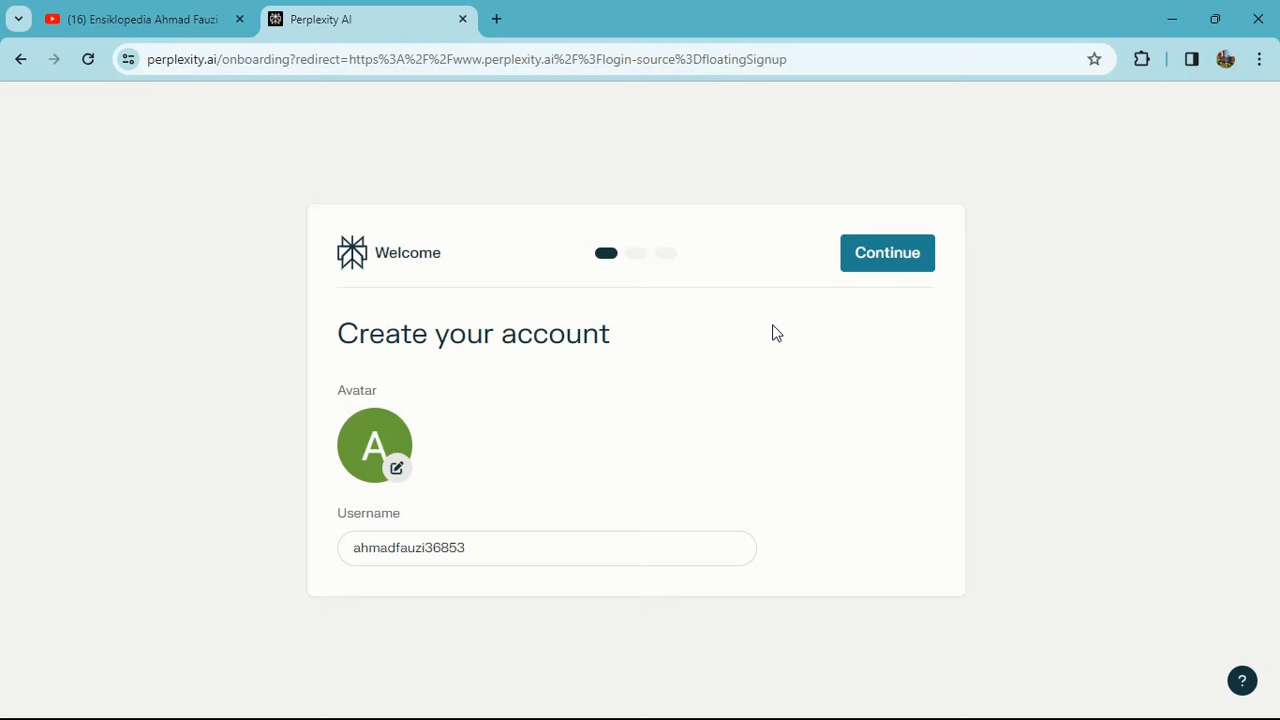 (16) Ensiklopedia Ahmad Fauzi
Perplexity AI
perplexity.ai/onboarding?redirect=https%3A%2F%2Fwww.perplexity.ai%2F%3Flogin-source%3DfloatingSignup
Welcome
Continue
Create your account
Avatar
A
Username
ahmadfauzi36853
?